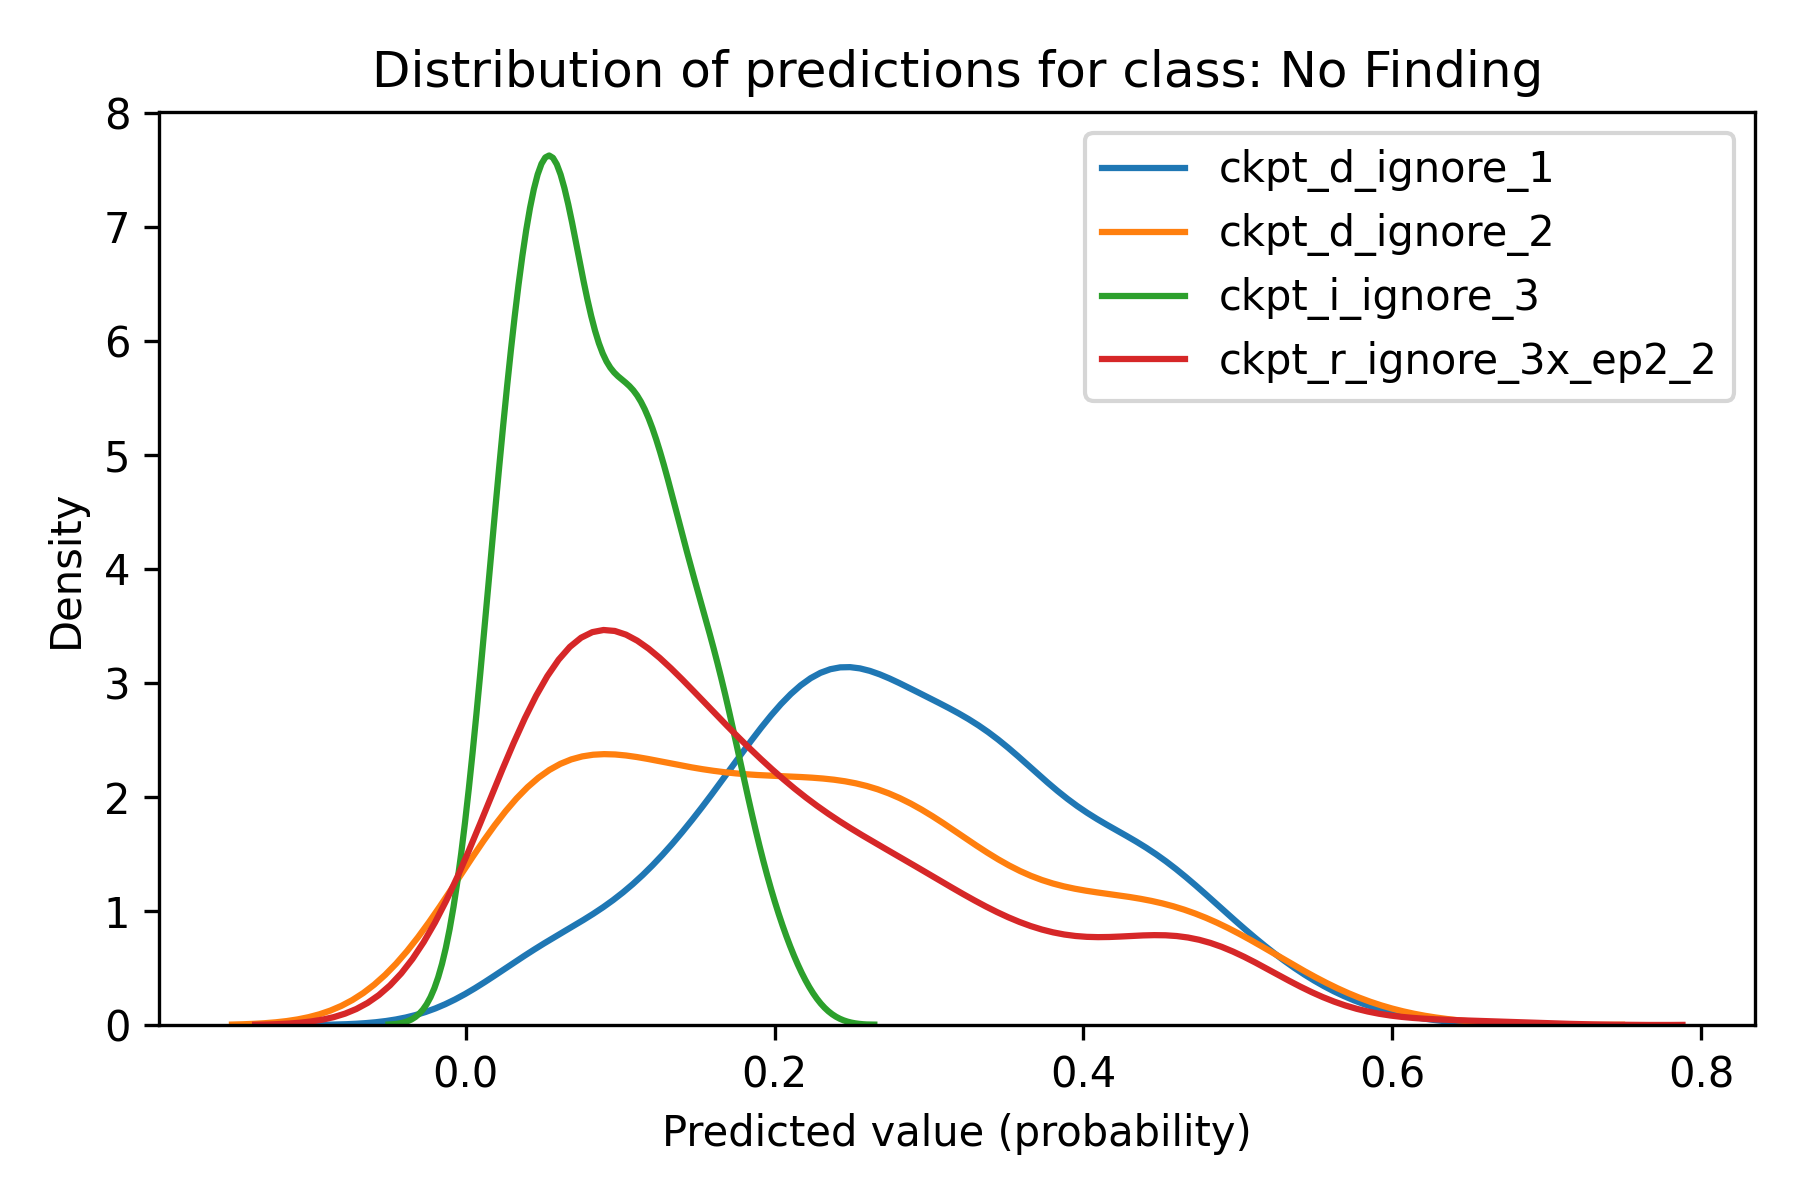 Distribution of predictions for class: No Finding
8
7
6
5
4
3
2
1
0
Density
ckpt_d_ignore_1
ckpt_d_ignore_2
ckpt_i_ignore_3
ckpt_r_ignore_3x_ep2_2
0.0 0.2 0.4 0.6 0.8
Predicted value (probability)